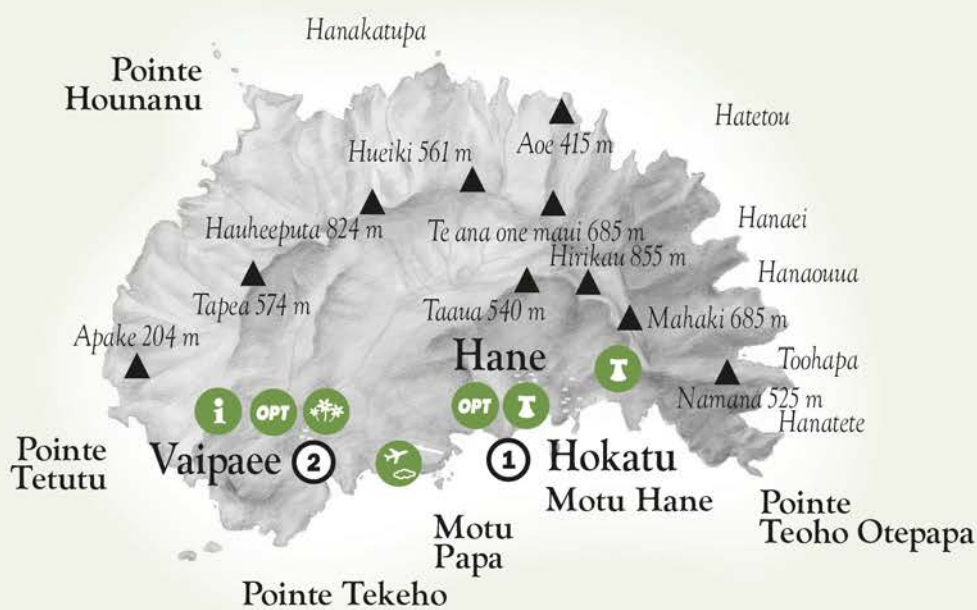 Hanakatupa
Pointe
Hounanu
Hatetou
Hueiki 561 m
Aoe 415 m
Hauheeputa 824 m
Te ana one maui 685 m
Hanaei
Hirikau 855 m
Hanaouua
Tapea 574 m
Taaua 540 m
Mahaki 685 m
Apake 204 m
Hane
Toohapa
Namana 525 m
i
OPT
OPT
Hanatete
Pointe
Tetutu
Vaipaee 2
1 Hokatu
Motu Hane
Pointe
Teoho Otepapa
Motu
Papa
Pointe Tekeho